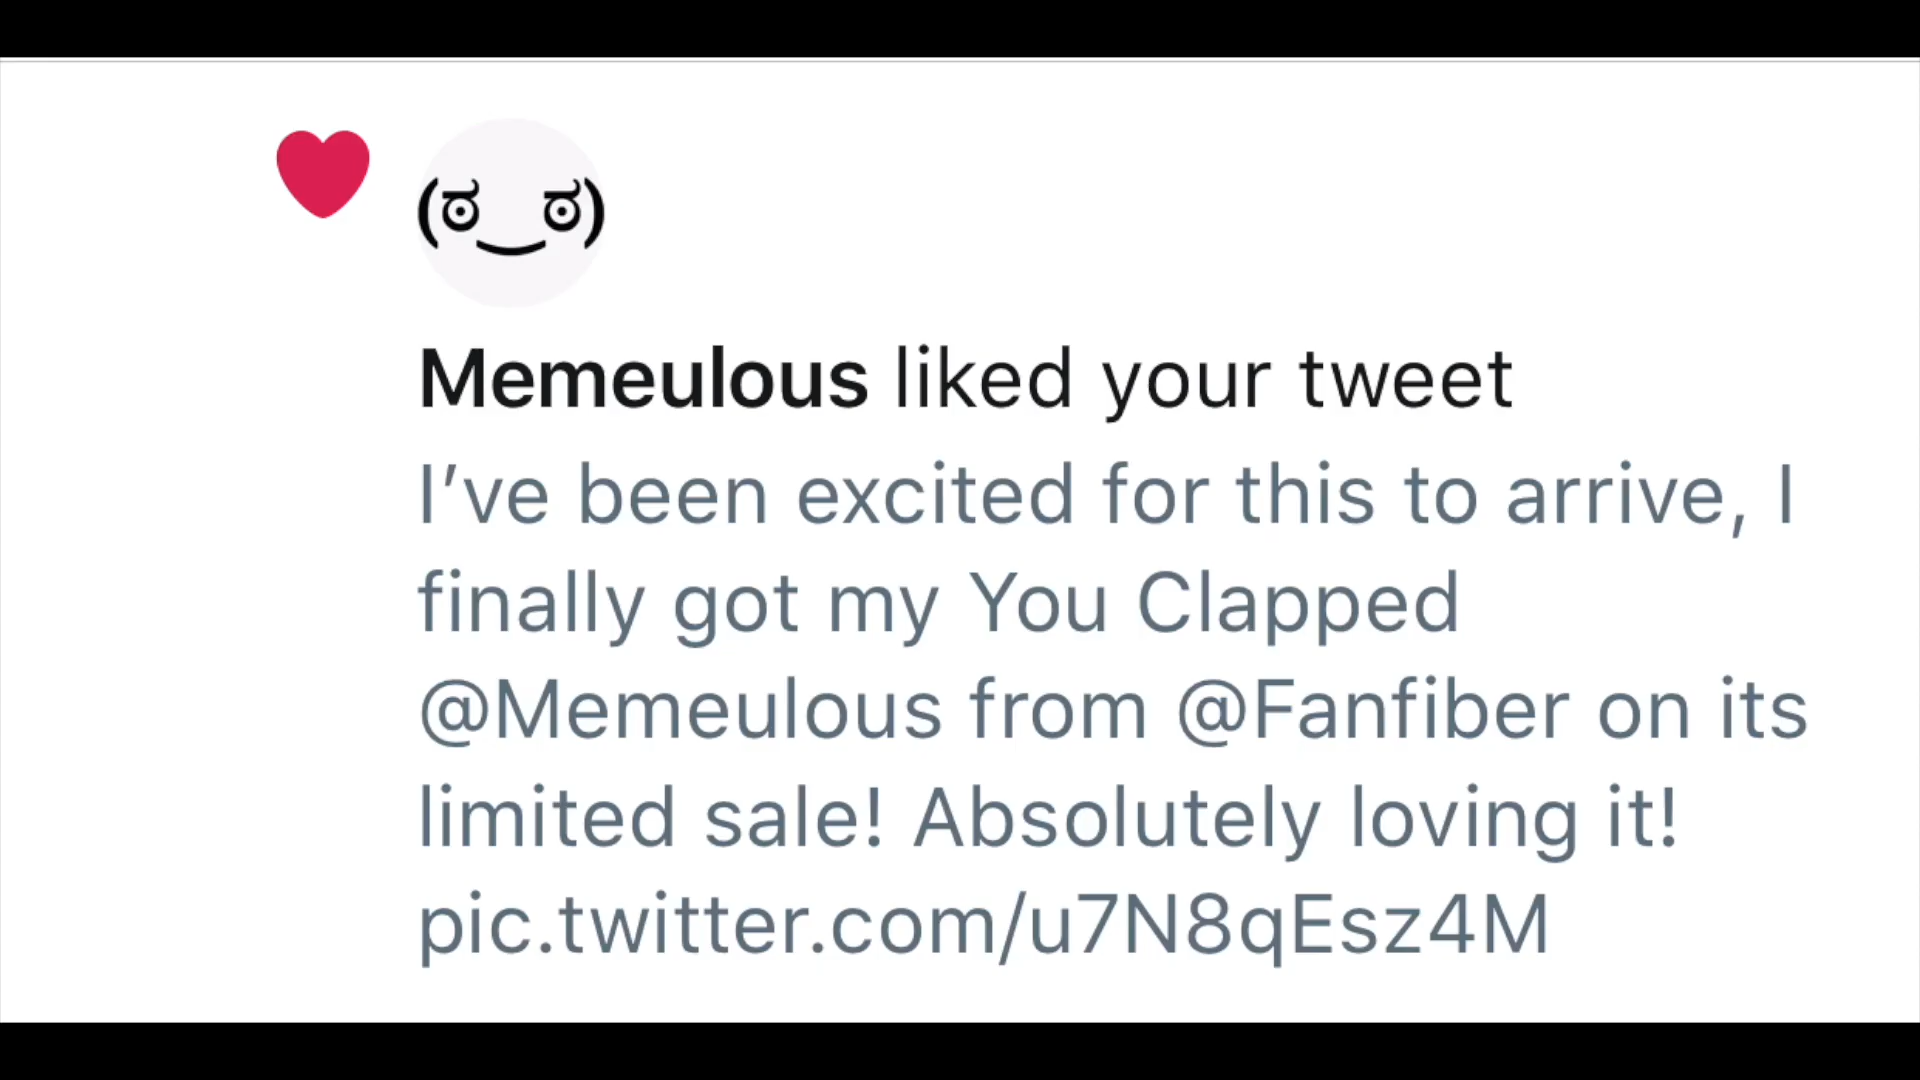 (ಠ‿ಠ)
Memeulous liked your tweet
I’ve been excited for this to arrive, I
finally got my You Clapped
@Memeulous from @Fanfiber on its
limited sale! Absolutely loving it!
pic.twitter.com/u7N8qEsz4M